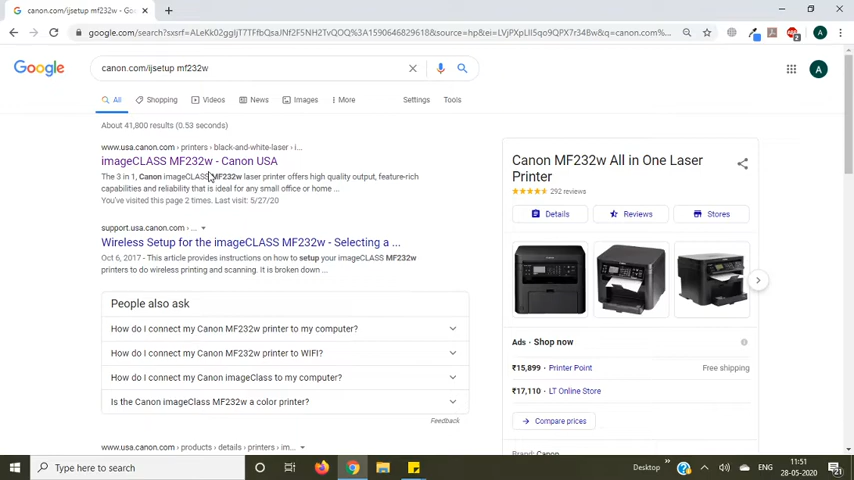 canon.com/ijsetup mf232w - Goo
google.com/search?sxsrf=ALeKk02ggIjT7TFfbQsaJNf2TvQOQ%3A1590646829618&source=hp&ei=LVjPXpLII5qo9QPX7r348w&q=canon.com%...
A
Google
canon.com/ijsetup mf232w
A
All
Shopping
Videos
News
Images
More
Settings
Tools
About 41,800 results (0.53 seconds)
www.usa.canon.com › printers › black-and-white-laser › i...
imageCLASS MF232w - Canon USA
The 3 in 1, Canon imageCLASS MF232w laser printer offers high quality output, feature-rich
capabilities and reliability that is ideal for any small office or home ...
You've visited this page 2 times. Last visit: 5/27/20
support.usa.canon.com › ...
Wireless Setup for the imageCLASS MF232w - Selecting a ...
Oct 6, 2017 - This article provides instructions on how to setup your imageCLASS MF232w
printers to do wireless printing and scanning. It is broken down ...
People also ask
How do I connect my Canon MF232w printer to my computer?
How do I connect my Canon MF232w printer to WIFI?
How do I connect my Canon imageClass to my computer?
Is the Canon imageCLASS MF232w a color printer?
Feedback
www.usa.canon.com › products › details › printers › im...
Canon MF232w All in One Laser
Printer
292 reviews
Details
Reviews
Stores
Ads · Shop now
₹15,899 · Printer Point
Free shipping
₹17,110 · LT Online Store
Compare prices
Brand: Canon
Type here to search
Desktop
ENG
11:51
28-05-2020
21